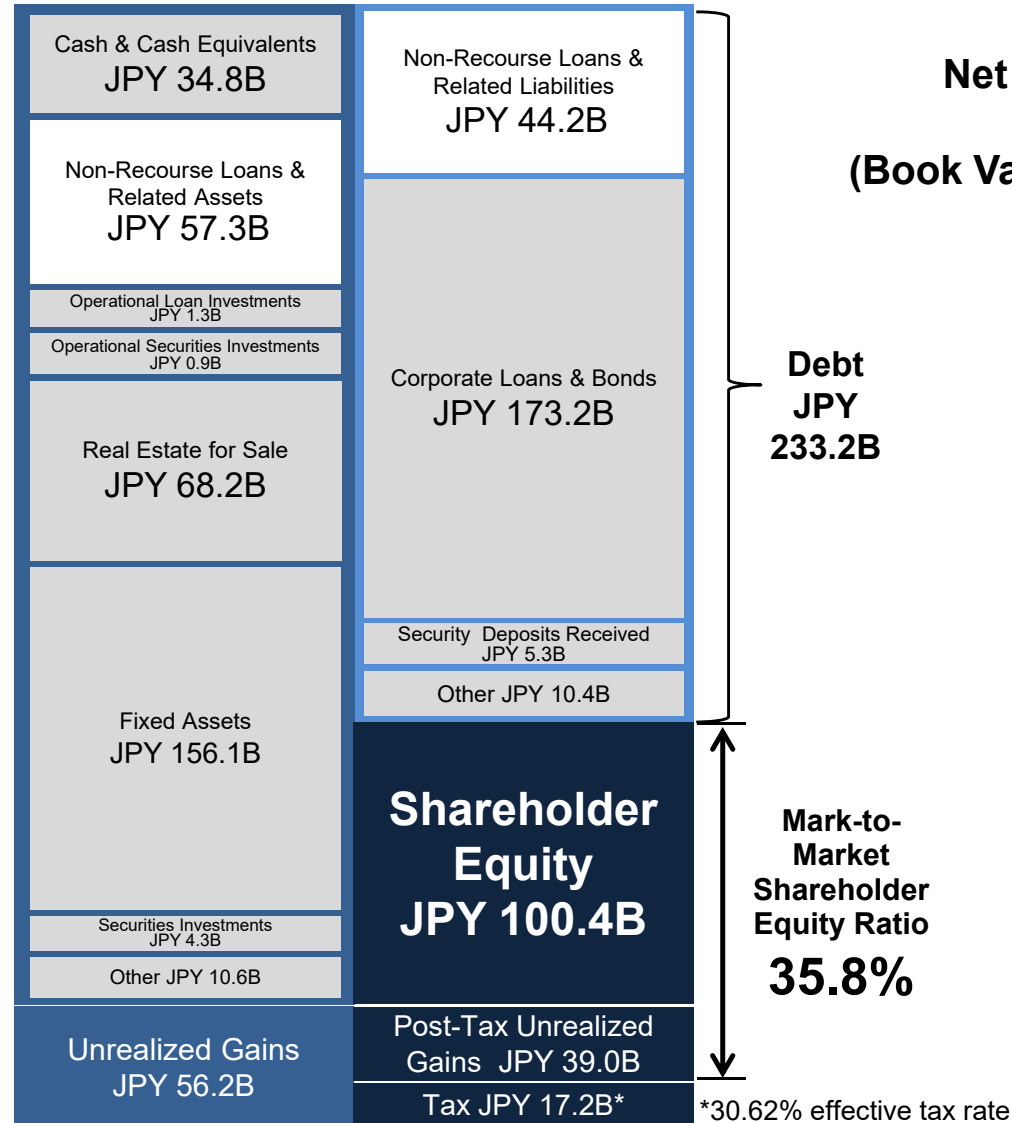 Cash & Cash Equivalents
JPY 34.8B
Non-Recourse Loans &
Related Assets
JPY 57.3B
Operational Loan Investments
JPY 1.3B
Operational Securities Investments
JPY 0.9B
Real Estate for Sale
JPY 68.2B
Fixed Assets
JPY 156.1B
Securities Investments
JPY 4.3B
Other JPY 10.6B
Unrealized Gains
JPY 56.2B
Non-Recourse Loans &
Related Liabilities
JPY 44.2B
Corporate Loans & Bonds
JPY 173.2B
Security Deposits Received
JPY 5.3B
Other JPY 10.4B
Shareholder
Equity
JPY 100.4B
Post-Tax Unrealized
Gains JPY 39.0B
Tax JPY 17.2B*
Net
(Book Va
Debt
JPY
233.2B
Mark-to-
Market
Shareholder
Equity Ratio
35.8%
*30.62% effective tax rate